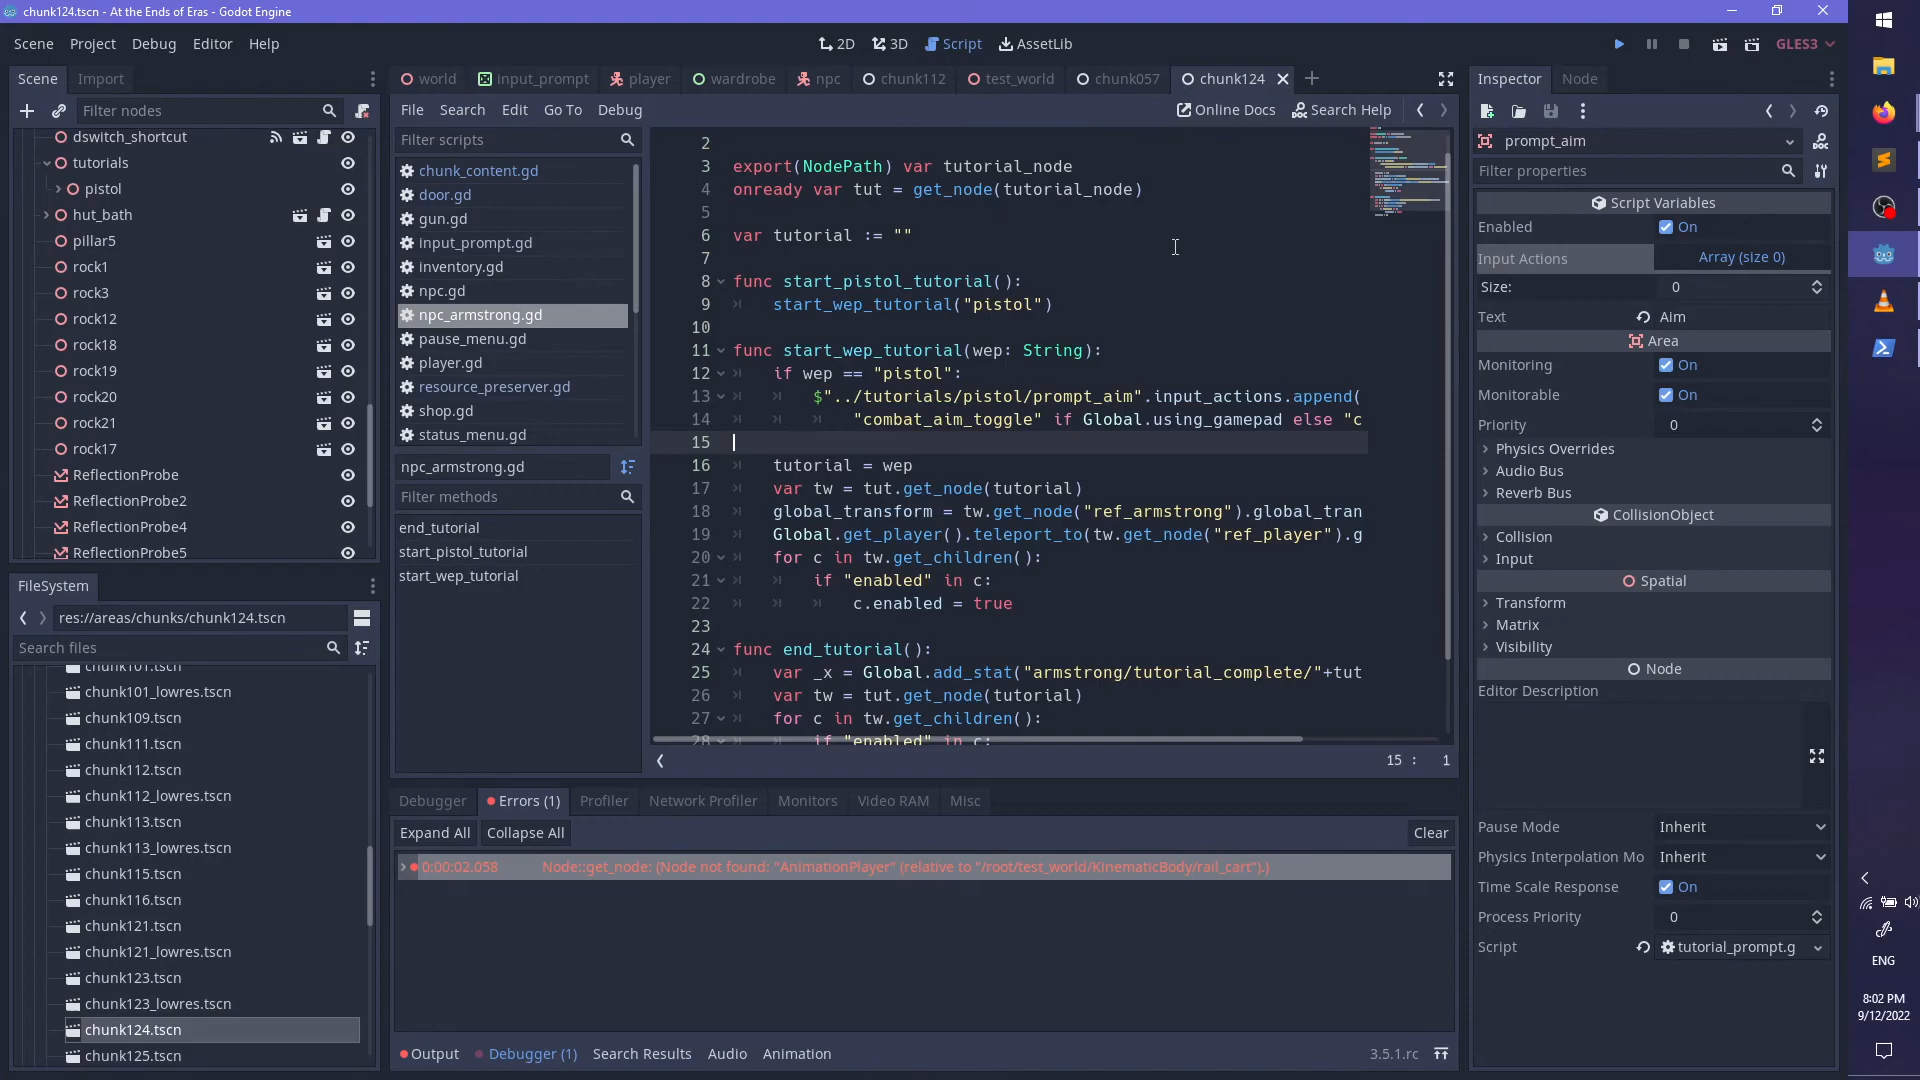 chunk124.tscn - At the Ends of Eras - Godot Engine
Scene Project Debug Editor Help
2D 3D Script AssetLib
GLES3
Scene Import
world input_prompt player wardrobe npc chunk112 test_world chunk057 chunk124
Inspector Node
Filter nodes
File Search Edit Go To Debug
Online Docs Search Help
dswitch_shortcut
tutorials
pistol
hut_bath
pillar5
rock1
rock3
rock12
rock18
rock19
rock20
rock21
rock17
ReflectionProbe
ReflectionProbe2
ReflectionProbe4
ReflectionProbe5
FileSystem
res://areas/chunks/chunk124.tscn
Search files
chunk101.tscn
chunk101_lowres.tscn
chunk109.tscn
chunk111.tscn
chunk112.tscn
chunk112_lowres.tscn
chunk113.tscn
chunk113_lowres.tscn
chunk115.tscn
chunk116.tscn
chunk121.tscn
chunk121_lowres.tscn
chunk123.tscn
chunk123_lowres.tscn
chunk124.tscn
chunk125.tscn
Filter scripts
chunk_content.gd
door.gd
gun.gd
input_prompt.gd
inventory.gd
npc.gd
npc_armstrong.gd
pause_menu.gd
player.gd
resource_preserver.gd
shop.gd
status_menu.gd
npc_armstrong.gd
Filter methods
end_tutorial
start_pistol_tutorial
start_wep_tutorial
2
3 export(NodePath) var tutorial_node
4 onready var tut = get_node(tutorial_node)
5
6 var tutorial := ""
7
8 func start_pistol_tutorial():
9 start_wep_tutorial("pistol")
10
11 func start_wep_tutorial(wep: String):
12 if wep == "pistol":
13 $"../tutorials/pistol/prompt_aim".input_actions.append(
14 "combat_aim_toggle" if Global.using_gamepad else "c
15
16 tutorial = wep
17 var tw = tut.get_node(tutorial)
18 global_transform = tw.get_node("ref_armstrong").global_tran
19 Global.get_player().teleport_to(tw.get_node("ref_player").g
20 for c in tw.get_children():
21 if "enabled" in c:
22 c.enabled = true
23
24 func end_tutorial():
25 var _x = Global.add_stat("armstrong/tutorial_complete/"+tut
26 var tw = tut.get_node(tutorial)
27 for c in tw.get_children():
28 if "enabled" in c:
15 : 1
Debugger Errors (1) Profiler Network Profiler Monitors Video RAM Misc
Expand All Collapse All Clear
0:00:02.058 Node::get_node: (Node not found: "AnimationPlayer" (relative to "/root/test_world/KinematicBody/rail_cart").)
Output Debugger (1) Search Results Audio Animation 3.5.1.rc
prompt_aim
Filter properties
Script Variables
Enabled On
Input Actions Array (size 0)
Size: 0
Text Aim
Area
Monitoring On
Monitorable On
Priority 0
Physics Overrides
Audio Bus
Reverb Bus
CollisionObject
Collision
Input
Spatial
Transform
Matrix
Visibility
Node
Editor Description
Pause Mode Inherit
Physics Interpolation Mo Inherit
Time Scale Response On
Process Priority 0
Script tutorial_prompt.g
ENG
8:02 PM
9/12/2022